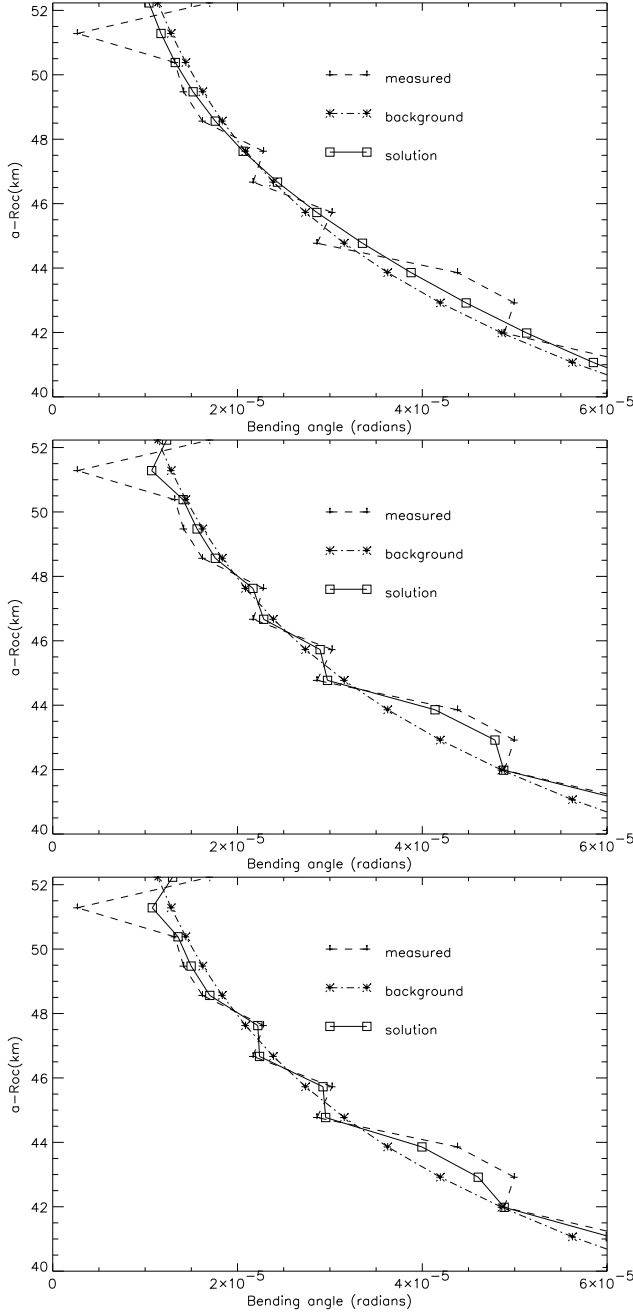 52
50
48
46
44
42
40
a-Roc(km)
measured
background
solution
0
2×10⁻⁵
4×10⁻⁵
6×10⁻⁵
Bending angle (radians)
52
50
48
46
44
42
40
a-Roc(km)
measured
background
solution
0
2×10⁻⁵
4×10⁻⁵
6×10⁻⁵
Bending angle (radians)
52
50
48
46
44
42
40
a-Roc(km)
measured
background
solution
0
2×10⁻⁵
4×10⁻⁵
6×10⁻⁵
Bending angle (radians)